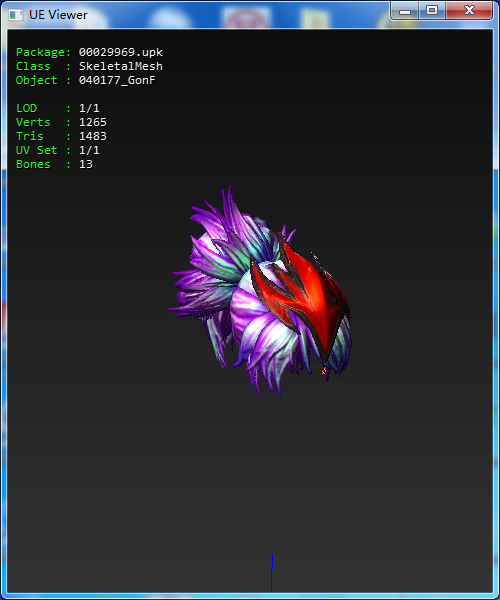 UE Viewer
Package: 00029969.upk
Class : SkeletalMesh
Object : 040177_GonF
LOD : 1/1
Verts : 1265
Tris : 1483
UV Set : 1/1
Bones : 13